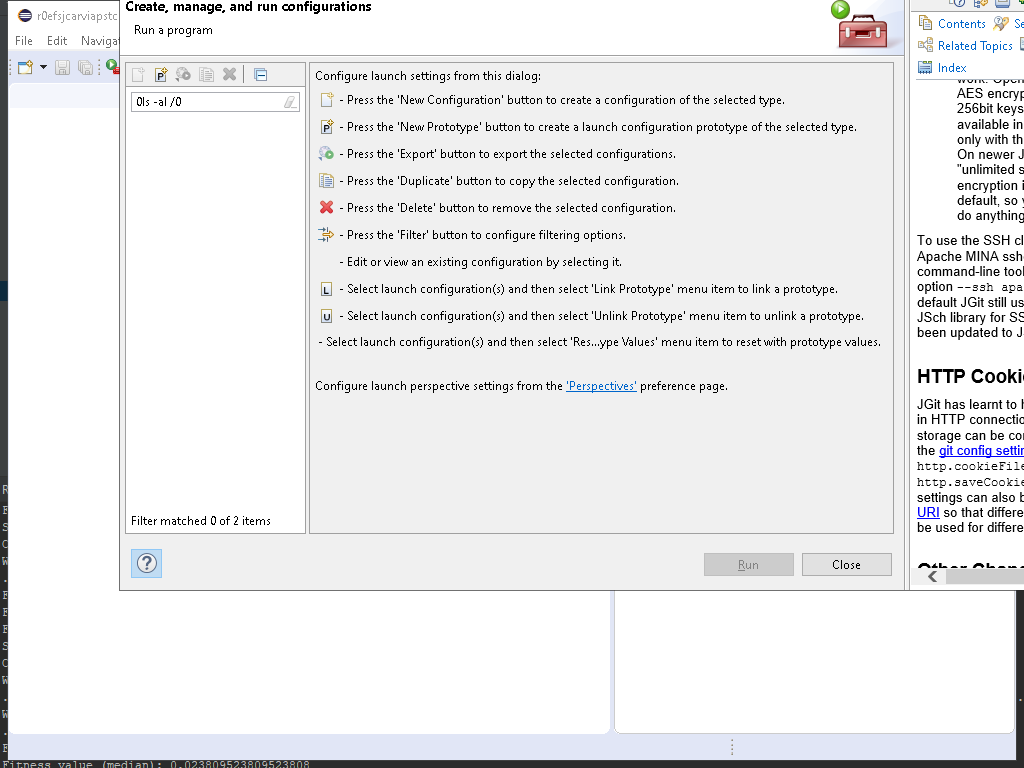 Create, manage, and run configurations
Run a program
r0efsjcarviapstc
File Edit Naviga
0ls -al /0
Filter matched 0 of 2 items
Configure launch settings from this dialog:
- Press the 'New Configuration' button to create a configuration of the selected type.
P - Press the 'New Prototype' button to create a launch configuration prototype of the selected type.
- Press the 'Export' button to export the selected configurations.
- Press the 'Duplicate' button to copy the selected configuration.
- Press the 'Delete' button to remove the selected configuration.
- Press the 'Filter' button to configure filtering options.
- Edit or view an existing configuration by selecting it.
L - Select launch configuration(s) and then select 'Link Prototype' menu item to link a prototype.
U - Select launch configuration(s) and then select 'Unlink Prototype' menu item to unlink a prototype.
- Select launch configuration(s) and then select 'Res...ype Values' menu item to reset with prototype values.
Configure launch perspective settings from the 'Perspectives' preference page.
? Run Close
Contents Se
Related Topics
Index
AES encryp
256bit keys
available in
only with th
On newer J
"unlimited s
encryption i
default, so y
do anything
To use the SSH cl
Apache MINA sshd
command-line tool
option --ssh apa
default JGit still us
JSch library for SS
been updated to J
HTTP Cookie
JGit has learnt to h
in HTTP connectio
storage can be con
the git config settin
http.cookieFile
http.saveCookie
settings can also b
URI so that differe
be used for differe
Fitness value (median): 0.023809523809523808